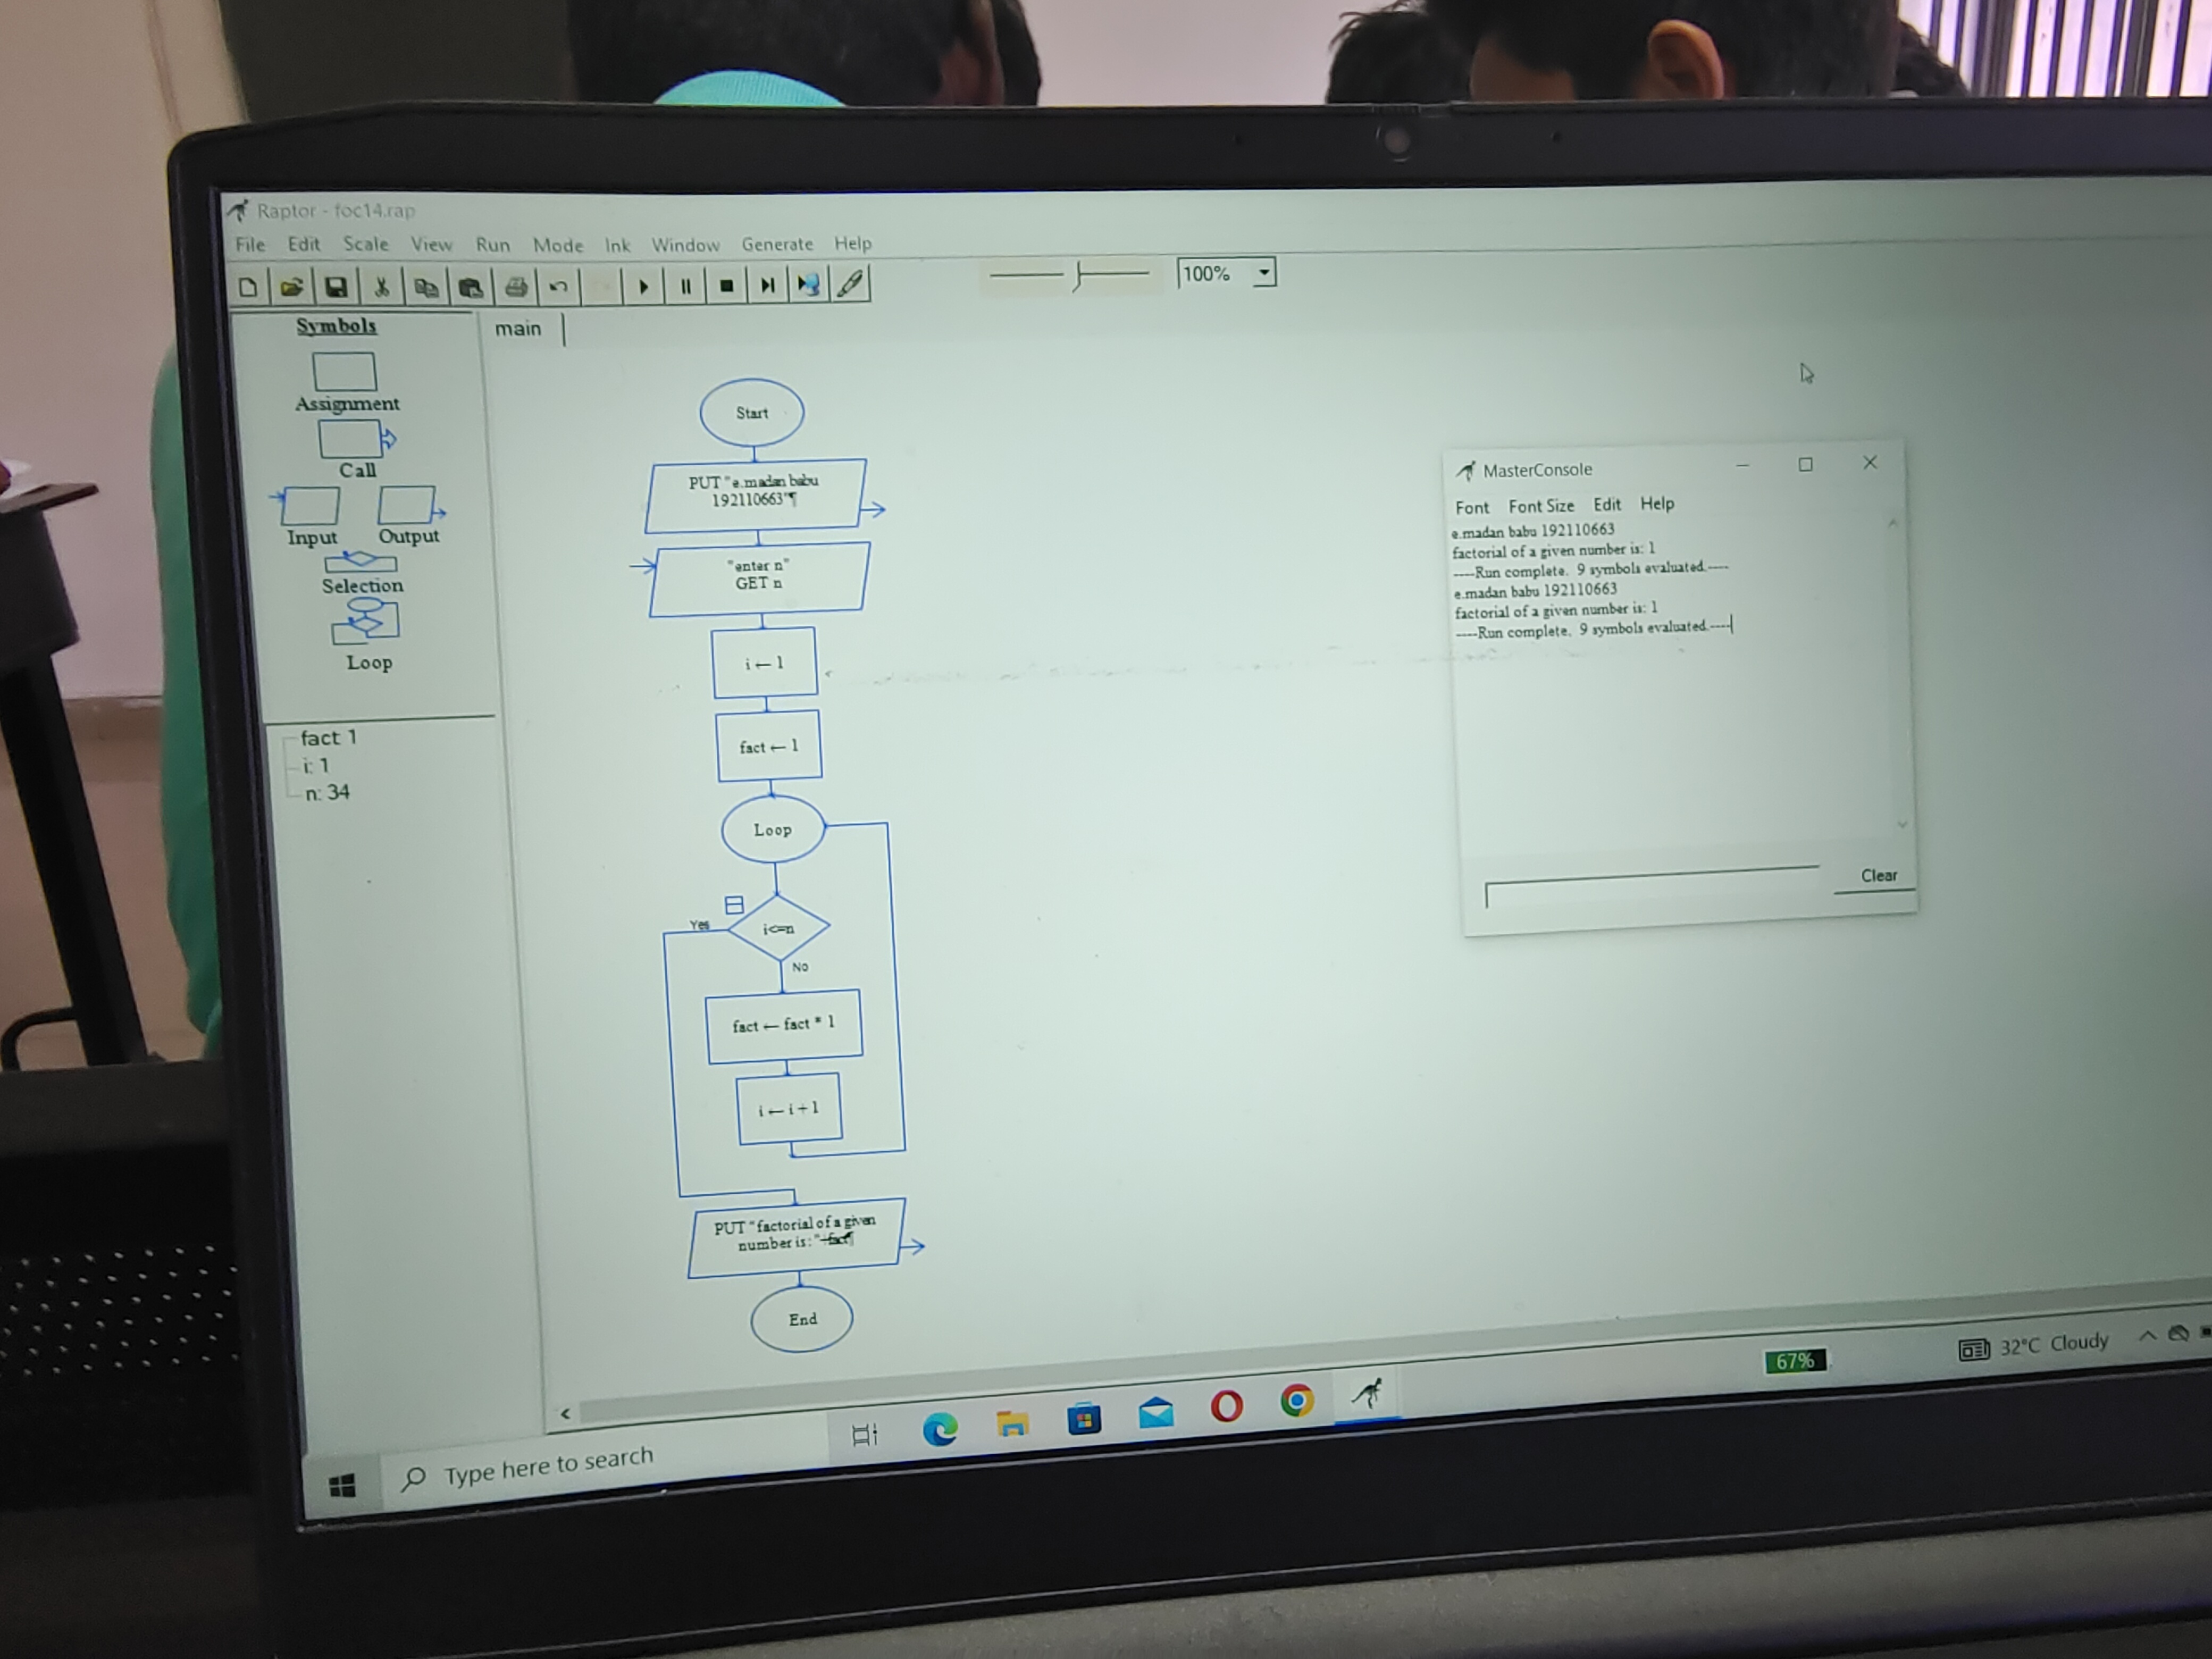 Raptor - foc14.rap
File Edit Scale View Run Mode Ink Window Generate Help
100%
Symbols
Assignment
Call
Input Output
Selection
Loop
fact 1
i: 1
n: 34
main
Start
PUT "e.madan babu
192110663"¶
"enter n"
GET n
i ← 1
fact ← 1
Loop
Yes
i<=n
No
fact ← fact * 1
i ← i + 1
PUT "factorial of a given
number is: "+fact¶
End
MasterConsole
Font Font Size Edit Help
e.madan babu 192110663
factorial of a given number is: 1
----Run complete. 9 symbols evaluated.----
e.madan babu 192110663
factorial of a given number is: 1
----Run complete. 9 symbols evaluated.----
Clear
Type here to search
67%
32°C Cloudy